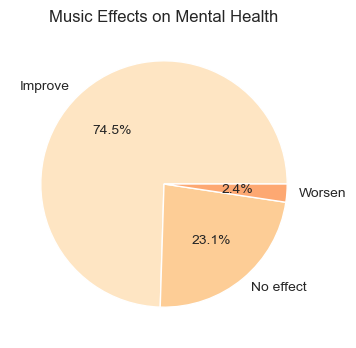 Music Effects on Mental Health
Improve
74.5%
2.4%
Worsen
23.1%
No effect